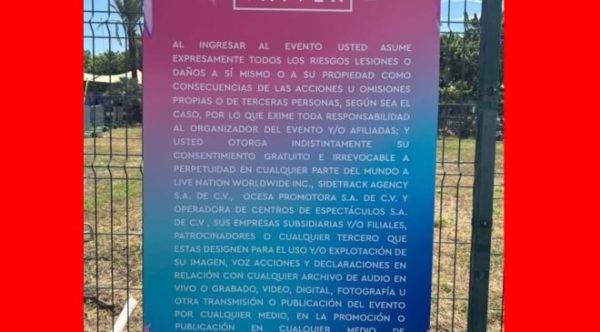 AL INGRESAR AL EVENTO USTED ASUME
EXPRESAMENTE TODOS LOS RIESGOS LESIONES O
DAÑOS A SÍ MISMO O A SU PROPIEDAD COMO
CONSECUENCIAS DE LAS ACCIONES U OMISIONES
PROPIAS O DE TERCERAS PERSONAS, SEGÚN SEA EL
CASO, POR LO QUE EXIME TODA RESPONSABILIDAD
AL ORGANIZADOR DEL EVENTO Y/O AFILIADAS; Y
USTED OTORGA INDISTINTAMENTE SU
CONSENTIMIENTO GRATUITO E IRREVOCABLE A
PERPETUIDAD EN CUALQUIER PARTE DEL MUNDO A
LIVE NATION WORLDWIDE INC., SIDETRACK AGENCY
S.A. DE C.V., OCESA PROMOTORA S.A. DE C.V. Y
OPERADORA DE CENTROS DE ESPECTÁCULOS S.A.
DE C.V , SUS EMPRESAS SUBSIDIARIAS Y/O FILIALES,
PATROCINADORES O CUALQUIER TERCERO QUE
ESTAS DESIGNEN PARA EL USO Y/O EXPLOTACIÓN DE
SU IMAGEN, VOZ ACCIONES Y DECLARACIONES EN
RELACIÓN CON CUALQUIER ARCHIVO DE AUDIO EN
VIVO O GRABADO, VIDEO, DIGITAL, FOTOGRAFÍA U
OTRA TRANSMISIÓN O PUBLICACIÓN DEL EVENTO
POR CUALQUIER MEDIO, EN LA PROMOCIÓN O
PUBLICACIÓN EN CUALQUIER MEDIO DE